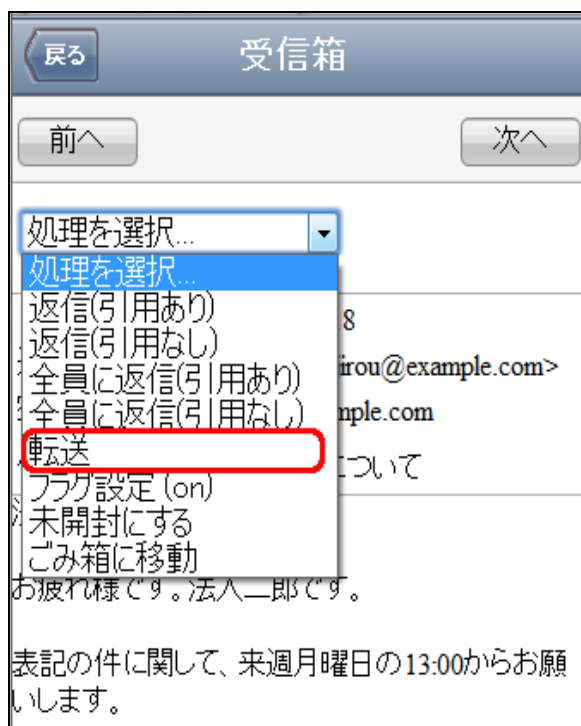 戻る 受信箱
前へ 次へ
処理を選択...
処理を選択...
返信(引用あり)
返信(引用なし)
全員に返信(引用あり)
全員に返信(引用なし)
転送
フラグ設定 (on)
未開封にする
ごみ箱に移動
8
irou@example.com>
mple.com
について
お疲れ様です。法人二郎です。
表記の件に関して、来週月曜日の13:00からお願
いします。